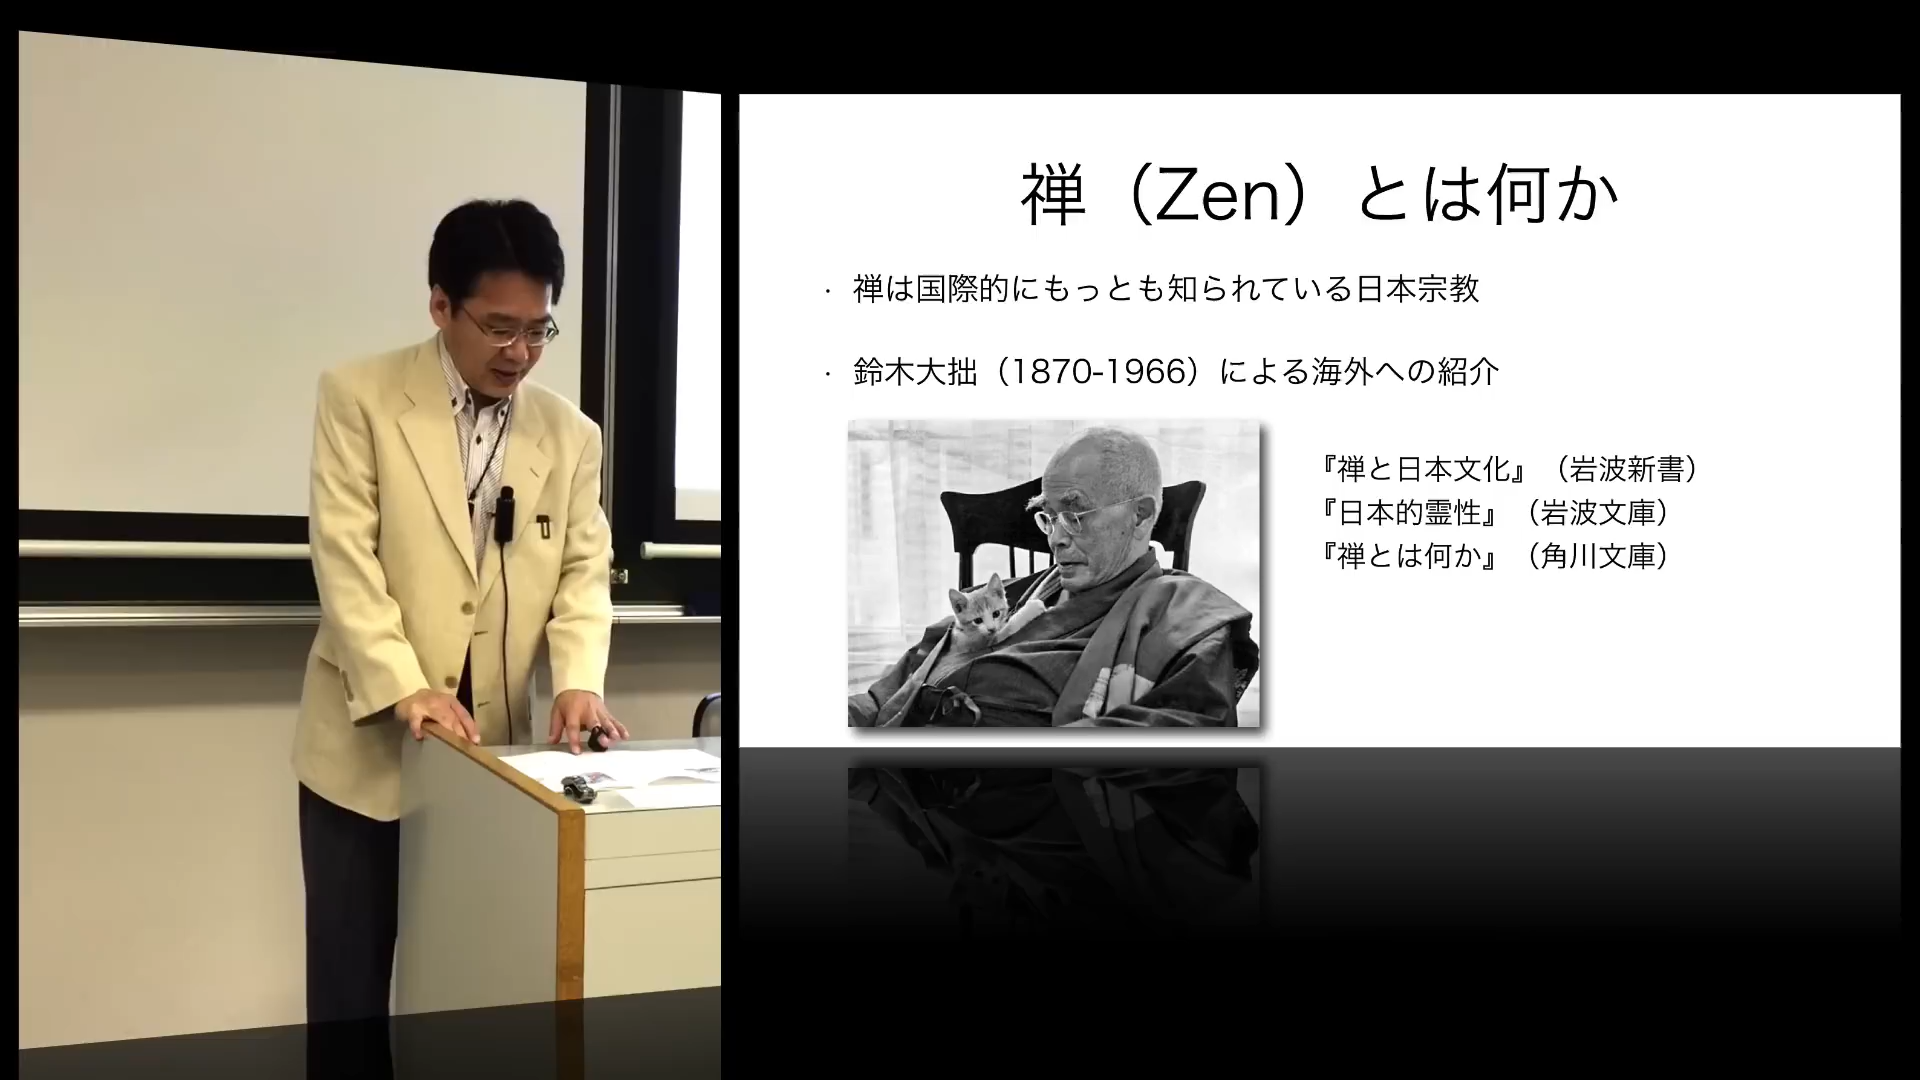 禅（Zen）とは何か
・ 禅は国際的にもっとも知られている日本宗教
・ 鈴木大拙（1870-1966）による海外への紹介
『禅と日本文化』（岩波新書）
『日本的霊性』（岩波文庫）
『禅とは何か』（角川文庫）